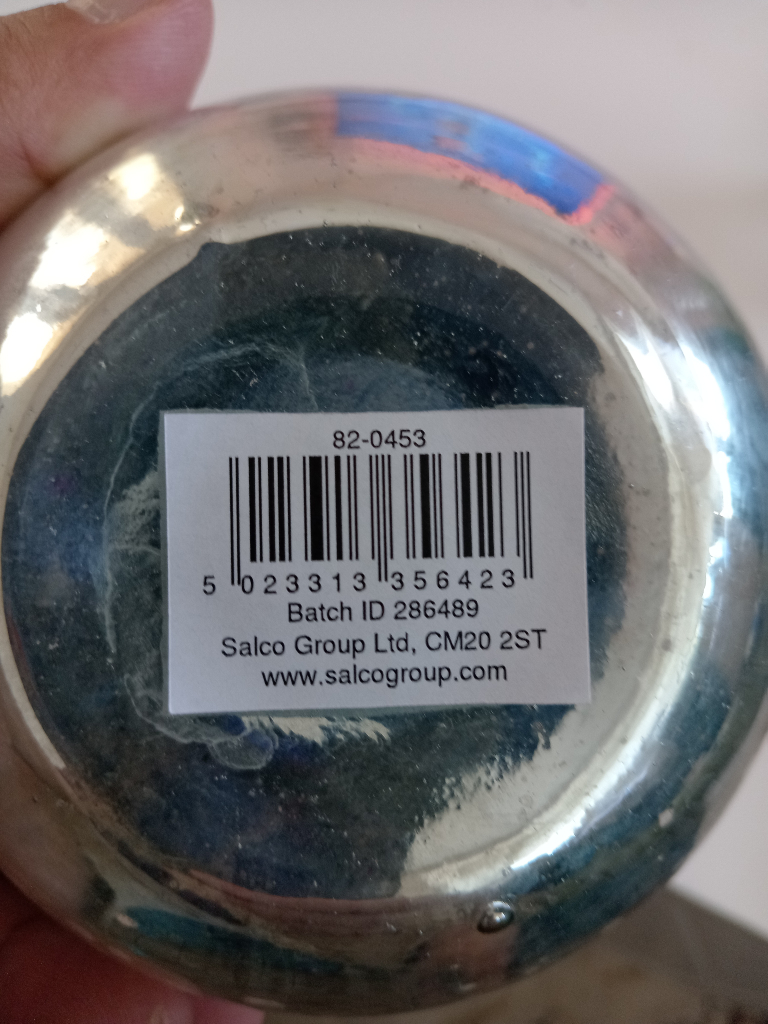 82-0453
5 023313 356423
Batch ID 286489
Salco Group Ltd, CM20 2ST
www.salcogroup.com